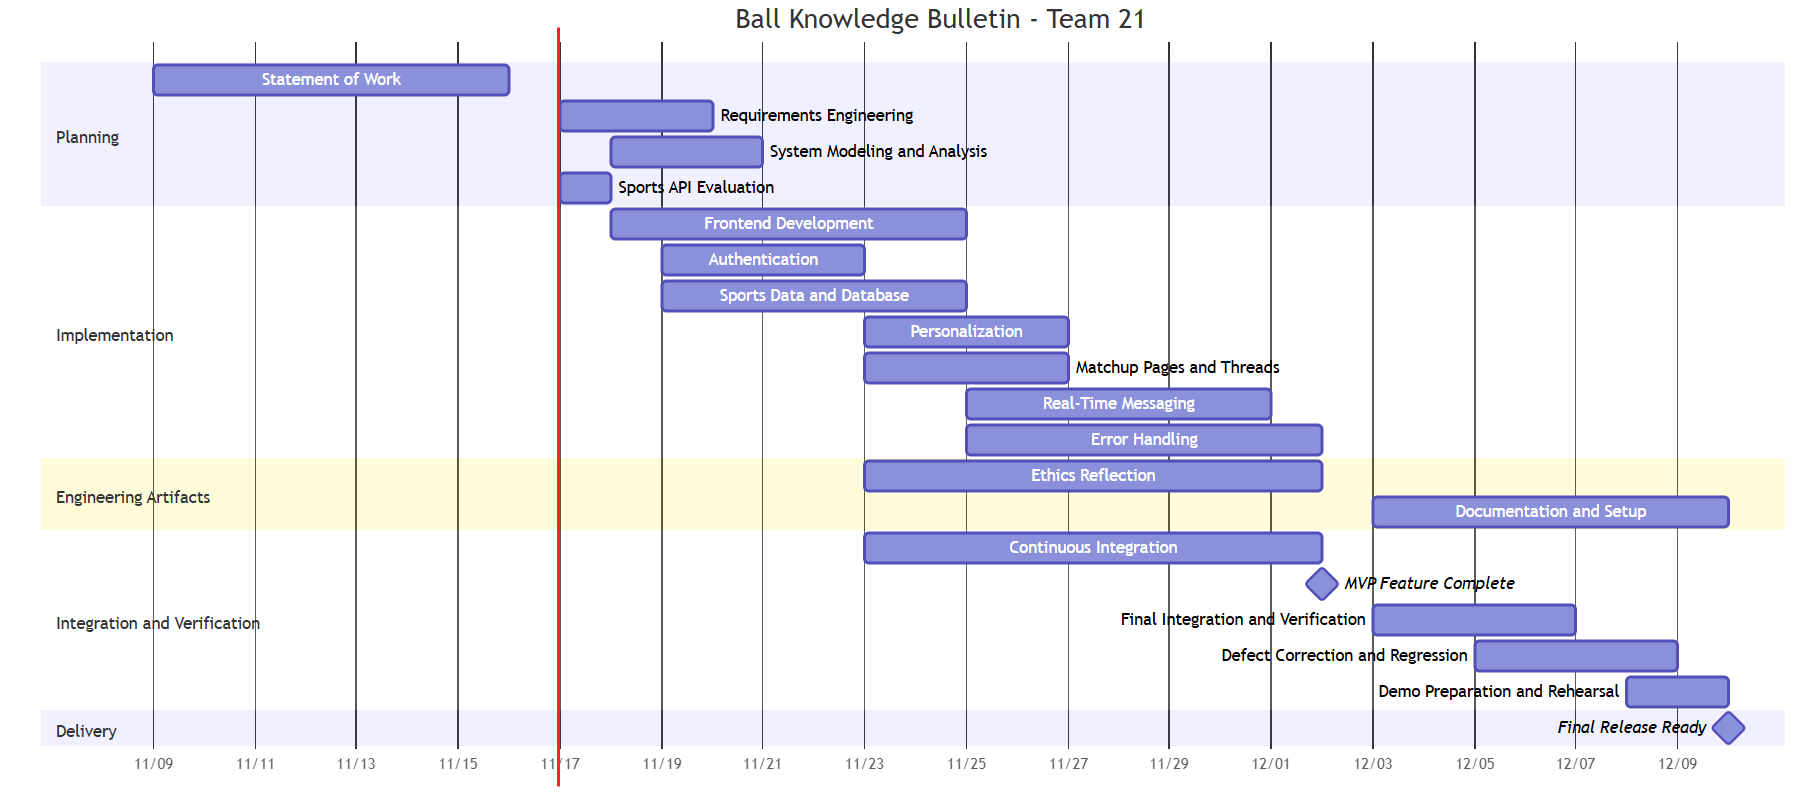 Ball Knowledge Bulletin - Team 21
Planning
Statement of Work
Requirements Engineering
System Modeling and Analysis
Sports API Evaluation
Implementation
Frontend Development
Authentication
Sports Data and Database
Personalization
Matchup Pages and Threads
Real-Time Messaging
Error Handling
Engineering Artifacts
Ethics Reflection
Documentation and Setup
Integration and Verification
Continuous Integration
MVP Feature Complete
Final Integration and Verification
Defect Correction and Regression
Demo Preparation and Rehearsal
Delivery
Final Release Ready
11/09 11/11 11/13 11/15 11/17 11/19 11/21 11/23 11/25 11/27 11/29 12/01 12/03 12/05 12/07 12/09